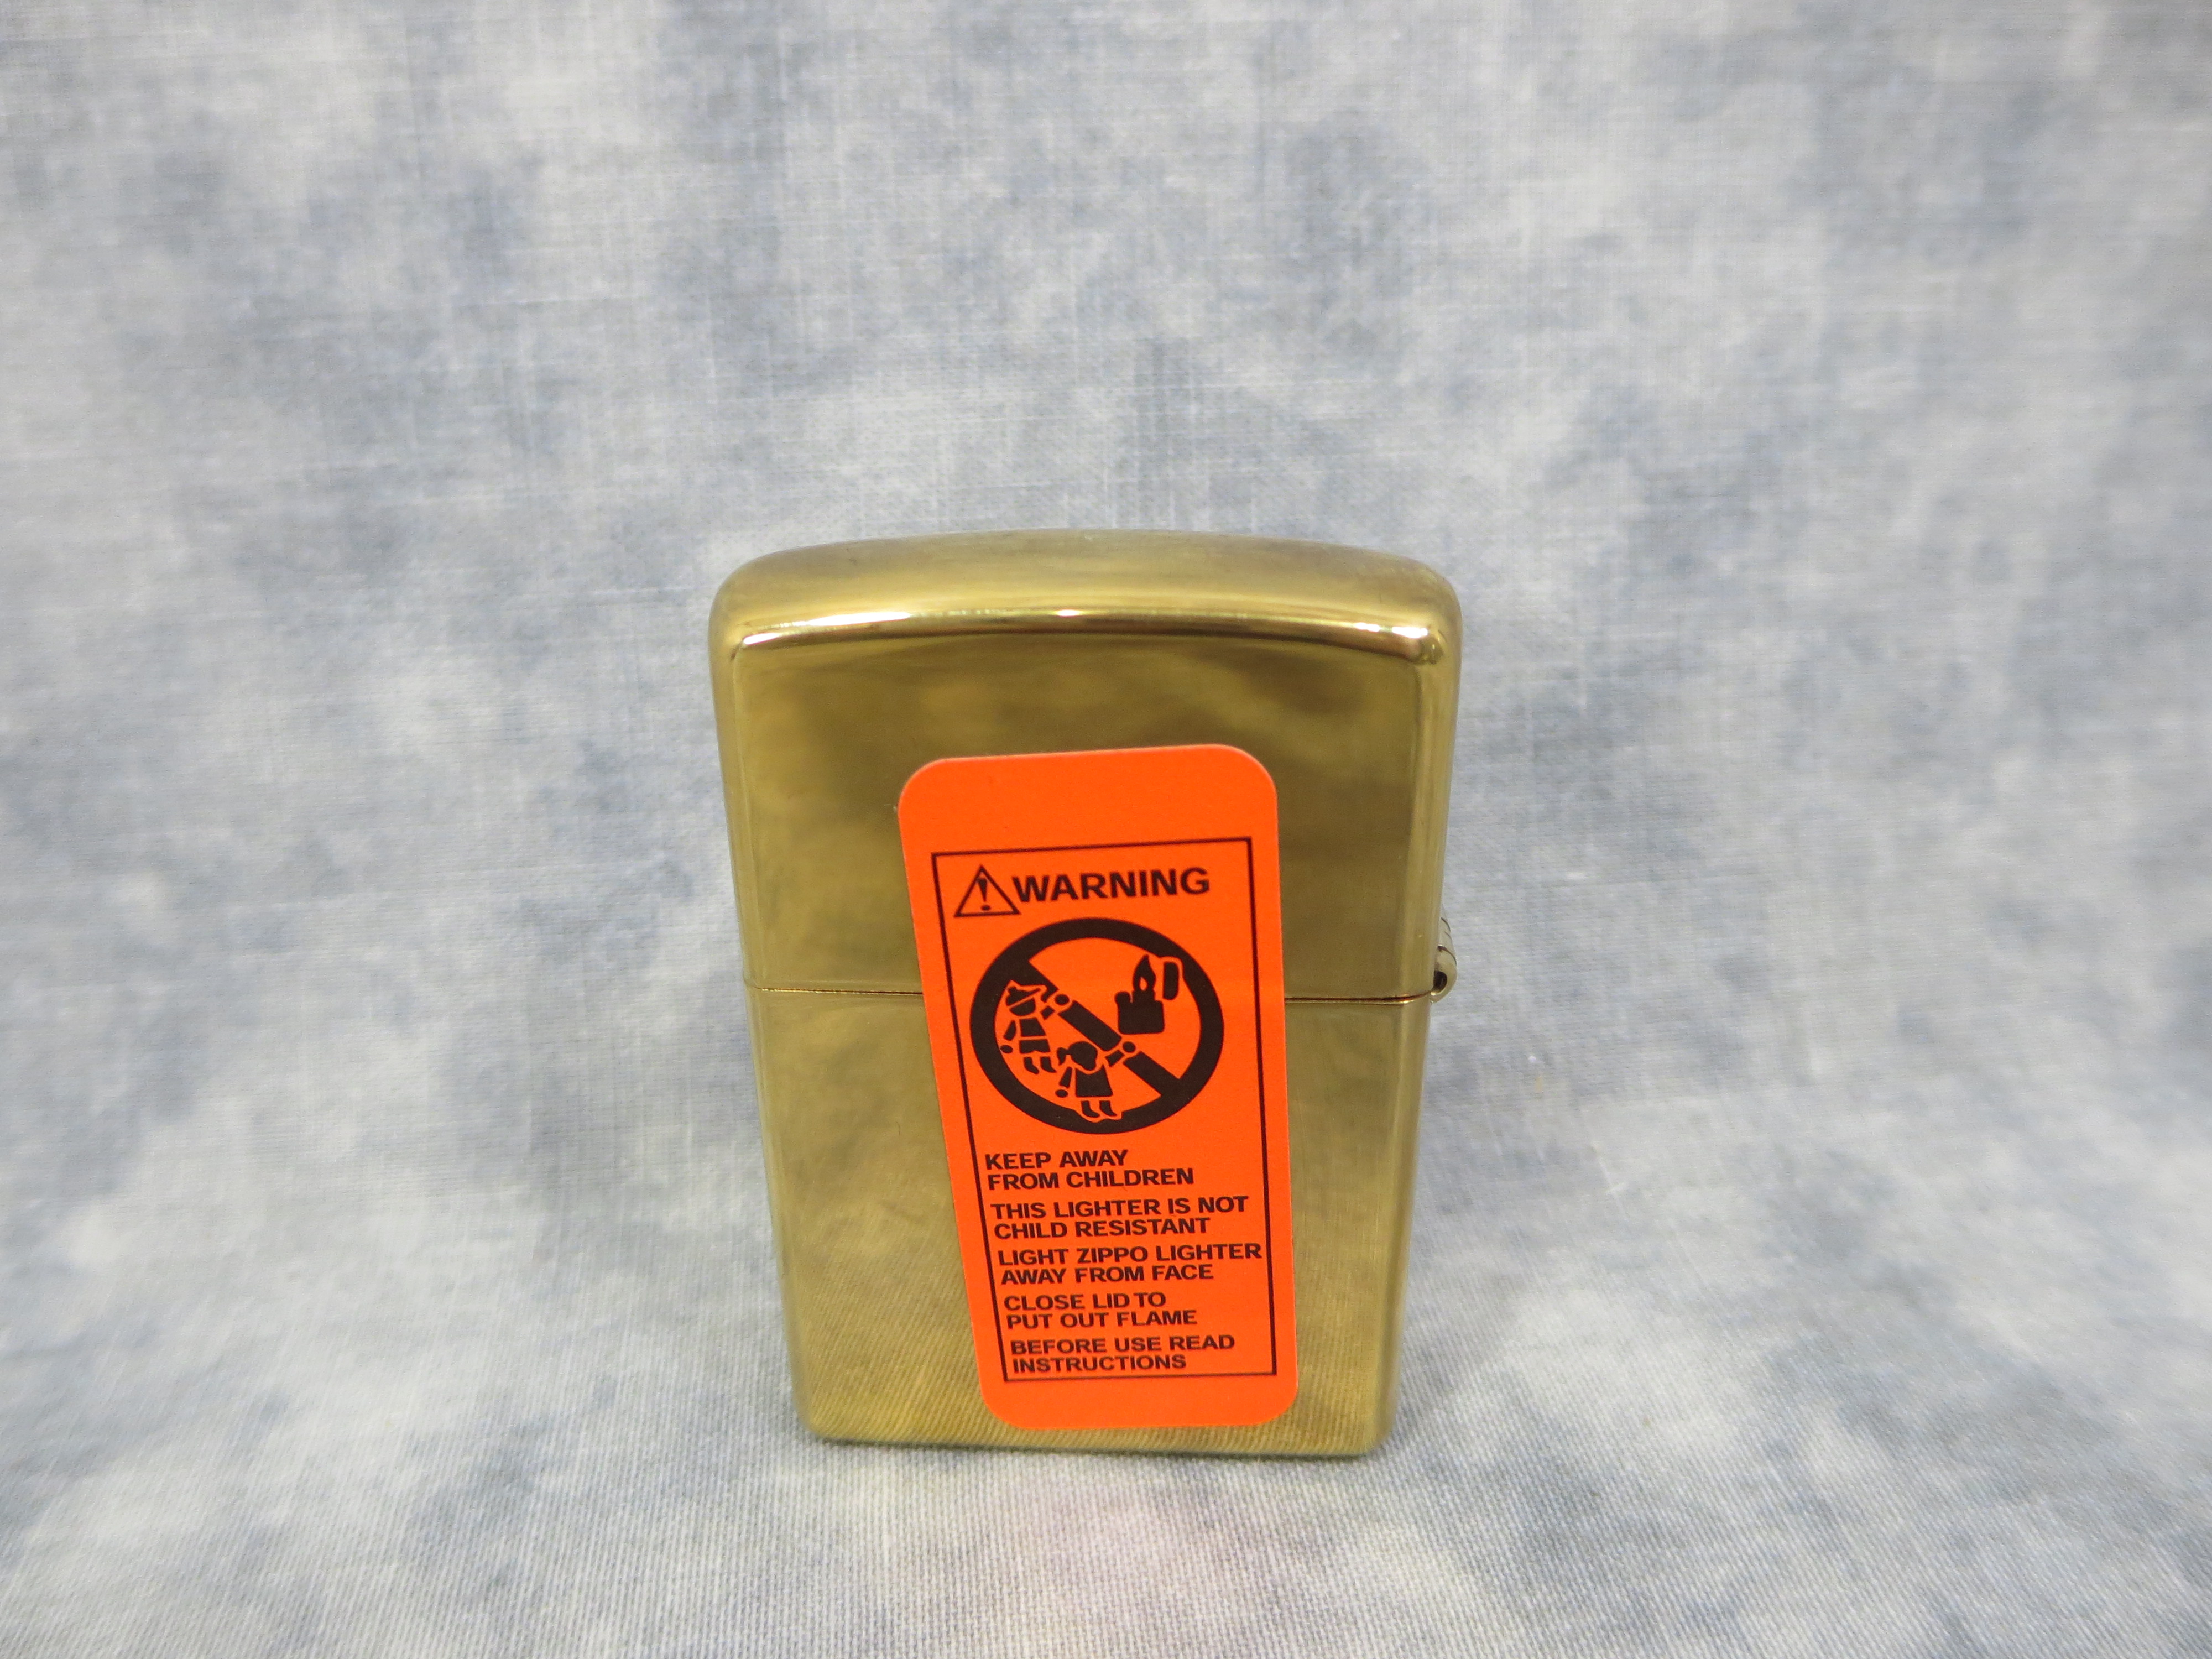 WARNING
KEEP AWAY
FROM CHILDREN
THIS LIGHTER IS NOT
CHILD RESISTANT
LIGHT ZIPPO LIGHTER
AWAY FROM FACE
CLOSE LID TO
PUT OUT FLAME
BEFORE USE READ
INSTRUCTIONS